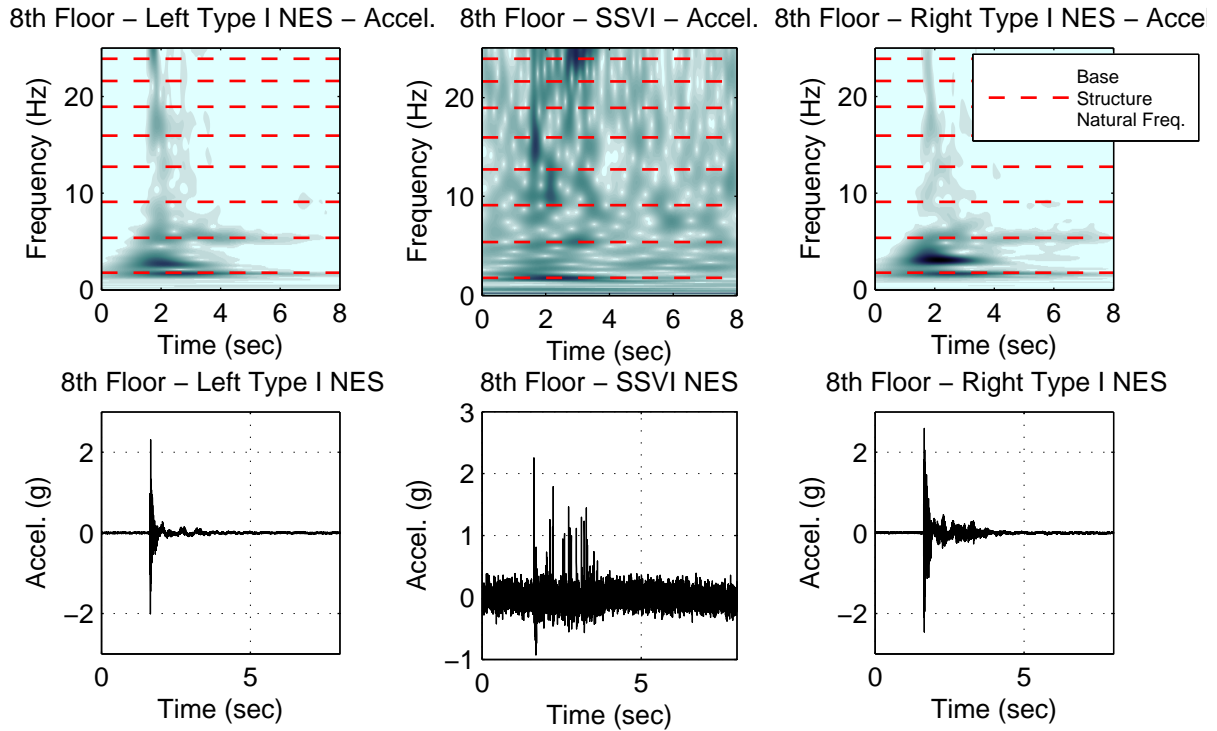 8th Floor – Left Type I NES – Accel.
8th Floor – SSVI – Accel.
8th Floor – Right Type I NES – Accel
Frequency (Hz)
20
10
0
0 2 4 6 8
Time (sec)
Frequency (Hz)
20
10
0
0 2 4 6 8
Time (sec)
Frequency (Hz)
20
10
0
0 2 4 6 8
Time (sec)
Base
Structure
Natural Freq.
8th Floor – Left Type I NES
8th Floor – SSVI NES
8th Floor – Right Type I NES
Accel. (g)
2
0
−2
0 5
Time (sec)
Accel. (g)
3
2
1
0
−1
0 5
Time (sec)
Accel. (g)
2
0
−2
0 5
Time (sec)